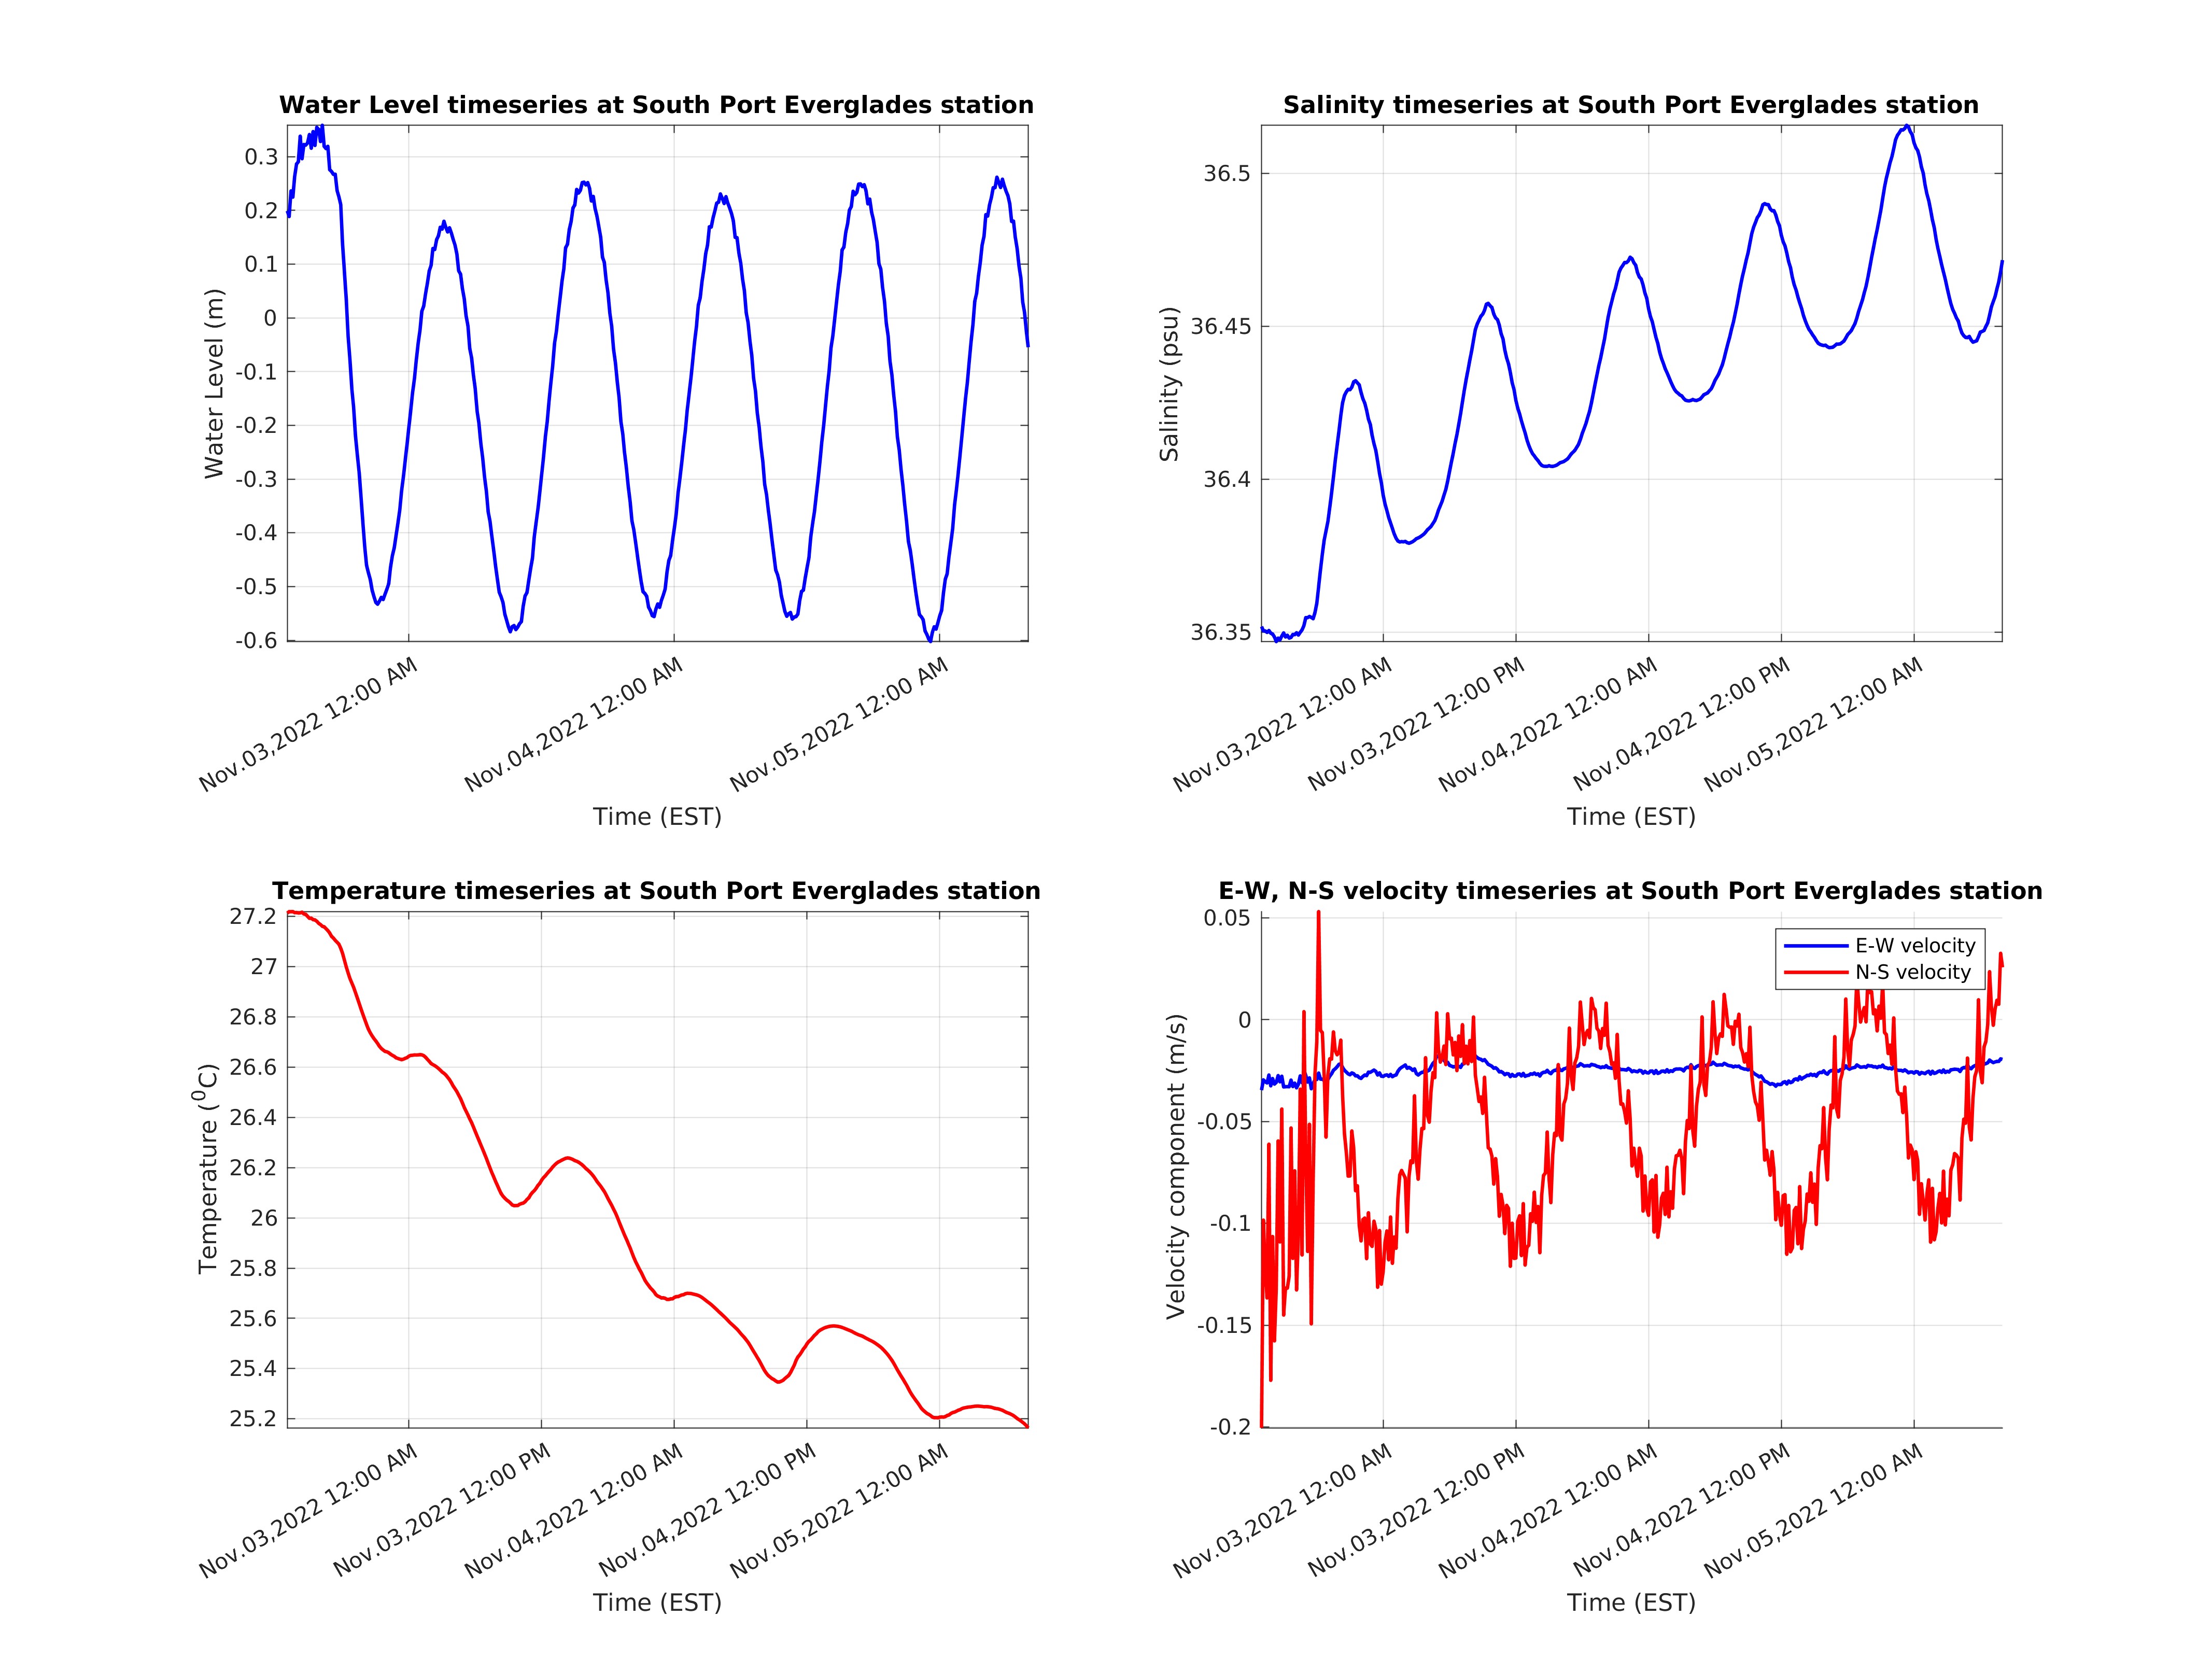 Water Level timeseries at South Port Everglades station
0.3
0.2
0.1
0
-0.1
-0.2
-0.3
-0.4
-0.5
-0.6
Water Level (m)
Nov.03,2022 12:00 AM
Nov.04,2022 12:00 AM
Nov.05,2022 12:00 AM
Time (EST)
Salinity timeseries at South Port Everglades station
36.5
36.45
36.4
36.35
Salinity (psu)
Nov.03,2022 12:00 AM
Nov.03,2022 12:00 PM
Nov.04,2022 12:00 AM
Nov.04,2022 12:00 PM
Nov.05,2022 12:00 AM
Time (EST)
Temperature timeseries at South Port Everglades station
27.2
27
26.8
26.6
26.4
26.2
26
25.8
25.6
25.4
25.2
Temperature (⁰C)
Nov.03,2022 12:00 AM
Nov.03,2022 12:00 PM
Nov.04,2022 12:00 AM
Nov.04,2022 12:00 PM
Nov.05,2022 12:00 AM
Time (EST)
E-W, N-S velocity timeseries at South Port Everglades station
0.05
0
-0.05
-0.1
-0.15
-0.2
Velocity component (m/s)
E-W velocity
N-S velocity
Nov.03,2022 12:00 AM
Nov.03,2022 12:00 PM
Nov.04,2022 12:00 AM
Nov.04,2022 12:00 PM
Nov.05,2022 12:00 AM
Time (EST)